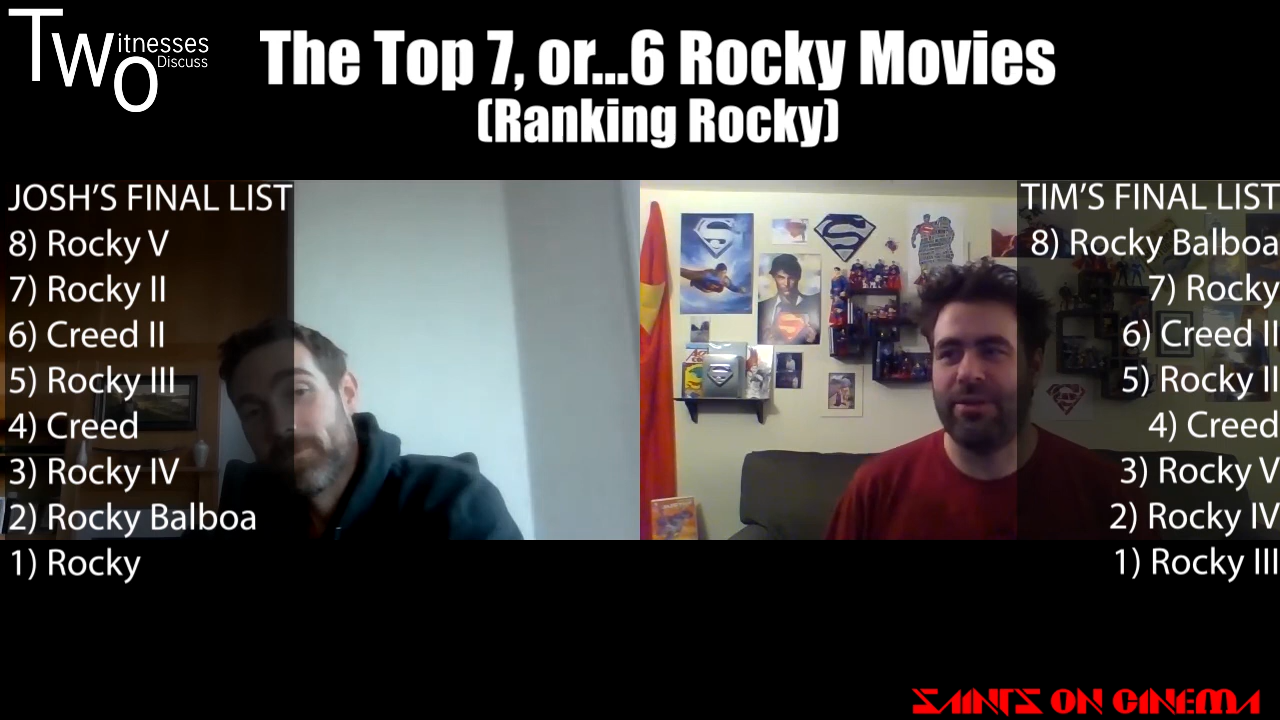 TWO
itnesses
Discuss
The Top 7, or...6 Rocky Movies
(Ranking Rocky)
JOSH'S FINAL LIST
8) Rocky V
7) Rocky II
6) Creed II
5) Rocky III
4) Creed
3) Rocky IV
2) Rocky Balboa
1) Rocky
TIM'S FINAL LIST
8) Rocky Balboa
7) Rocky
6) Creed II
5) Rocky II
4) Creed
3) Rocky V
2) Rocky IV
1) Rocky III
SAINTS ON CINEMA